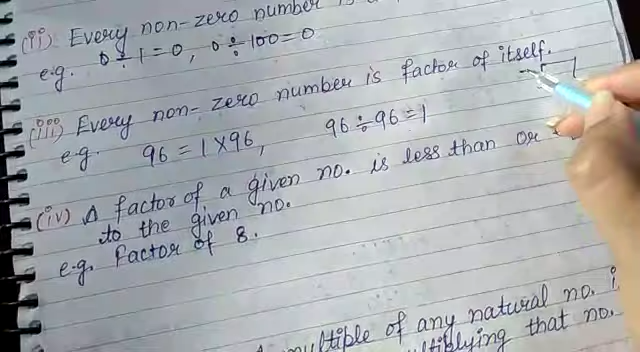 (ii) Every non-zero number is
e.g. 0÷1=0, 0÷100=0
(iii) Every non-zero number is factor of itself.
e.g. 96 = 1×96, 96÷96=1
(iv) A factor of a given no. is less than or
to the given no.
e.g. factor of 8.
multiple of any natural no. i
multiplying that no.